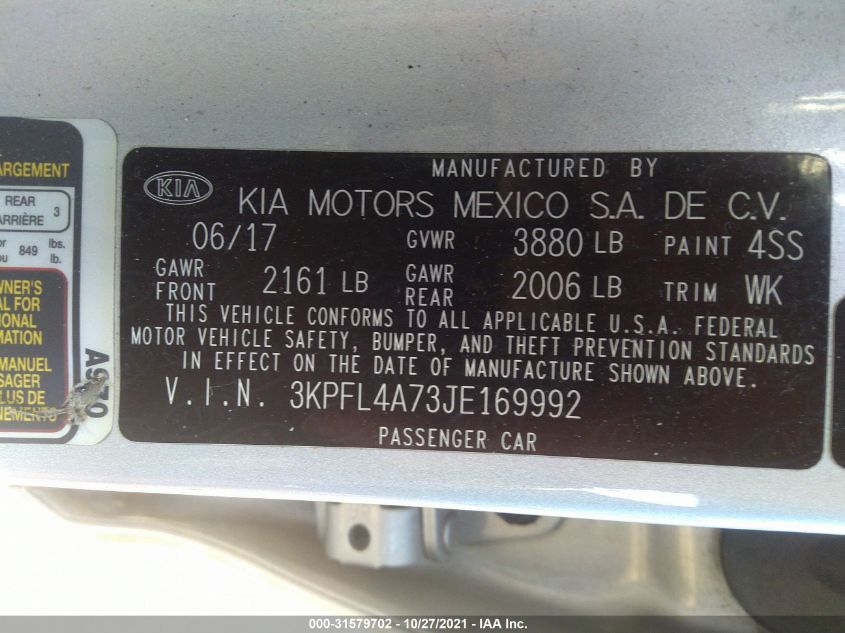 ARGEMENT
REAR
ARRIÈRE
3
849
lbs.
lb.
WNER'S
AL FOR
IONAL
MATION
MANUEL
SAGER
LUS DE
NEMENTS
A970
KIA
MANUFACTURED BY
KIA MOTORS MEXICO S.A. DE C.V.
06/17 GVWR 3880 LB PAINT 4SS
GAWR FRONT 2161 LB GAWR REAR 2006 LB TRIM WK
THIS VEHICLE CONFORMS TO ALL APPLICABLE U.S.A. FEDERAL
MOTOR VEHICLE SAFETY, BUMPER, AND THEFT PREVENTION STANDARDS
IN EFFECT ON THE DATE OF MANUFACTURE SHOWN ABOVE.
V.I.N. 3KPFL4A73JE169992
PASSENGER CAR
000-31579702 - 10/27/2021 - IAA Inc.